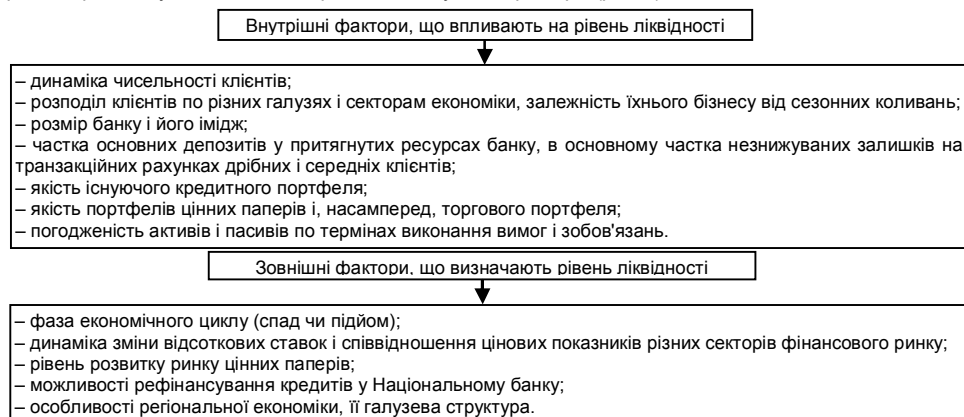 Внутрішні фактори, що впливають на рівень ліквідності
– динаміка чисельності клієнтів;
– розподіл клієнтів по різних галузях і секторам економіки, залежність їхнього бізнесу від сезонних коливань;
– розмір банку і його імідж;
– частка основних депозитів у притягнутих ресурсах банку, в основному частка незнижуваних залишків на
транзакційних рахунках дрібних і середніх клієнтів;
– якість існуючого кредитного портфеля;
– якість портфелів цінних паперів і, насамперед, торгового портфеля;
– погодженість активів і пасивів по термінах виконання вимог і зобов'язань.
Зовнішні фактори, що визначають рівень ліквідності
– фаза економічного циклу (спад чи підйом);
– динаміка зміни відсоткових ставок і співвідношення цінових показників різних секторів фінансового ринку;
– рівень розвитку ринку цінних паперів;
– можливості рефінансування кредитів у Національному банку;
– особливості регіональної економіки, її галузева структура.